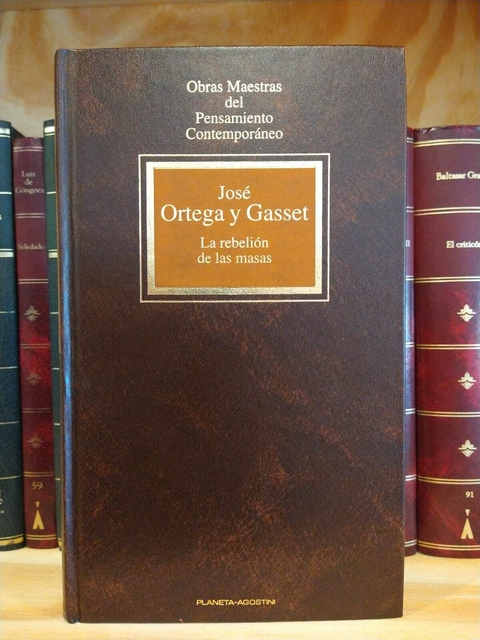 Obras Maestras
del
Pensamiento
Contemporáneo
José
Ortega y Gasset
La rebelión
de las masas
PLANETA-AGOSTINI
Luis
de
Góngora
Soledades
59
Baltasar
El criticón
91